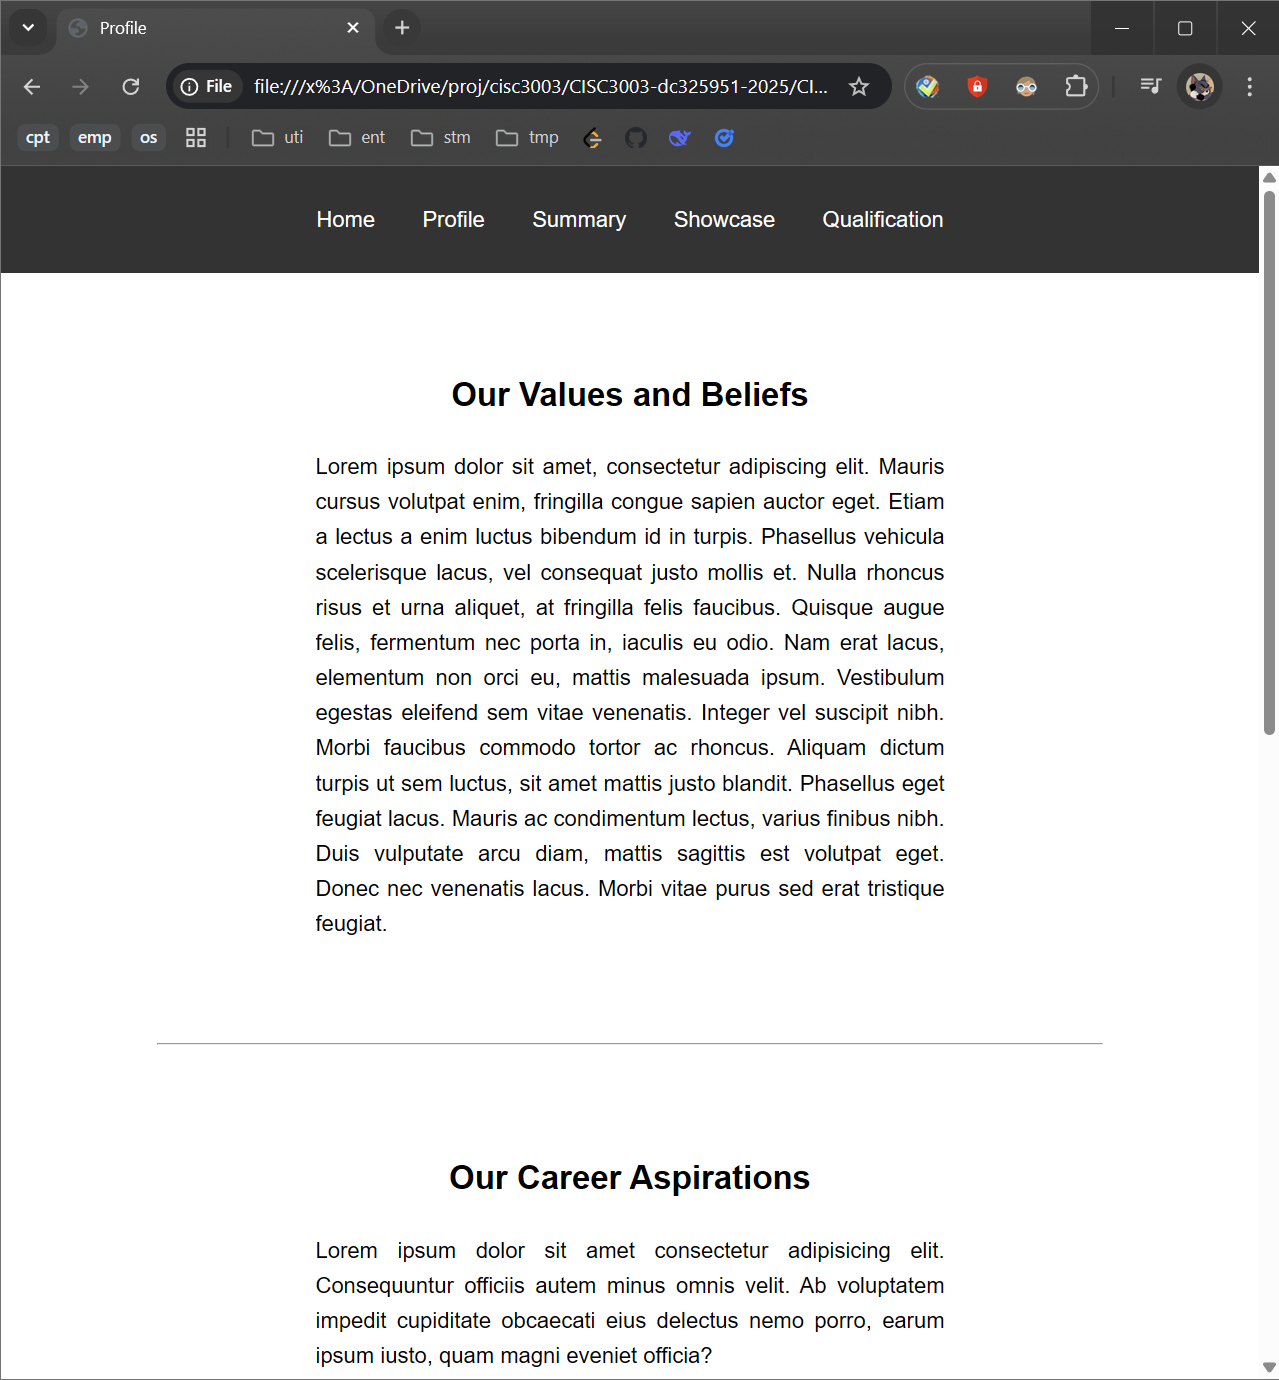 Profile
File file:///x%3A/OneDrive/proj/cisc3003/CISC3003-dc325951-2025/CI...
cpt emp os uti ent stm tmp
Home Profile Summary Showcase Qualification
Our Values and Beliefs
Lorem ipsum dolor sit amet, consectetur adipiscing elit. Mauris
cursus volutpat enim, fringilla congue sapien auctor eget. Etiam
a lectus a enim luctus bibendum id in turpis. Phasellus vehicula
scelerisque lacus, vel consequat justo mollis et. Nulla rhoncus
risus et urna aliquet, at fringilla felis faucibus. Quisque augue
felis, fermentum nec porta in, iaculis eu odio. Nam erat lacus,
elementum non orci eu, mattis malesuada ipsum. Vestibulum
egestas eleifend sem vitae venenatis. Integer vel suscipit nibh.
Morbi faucibus commodo tortor ac rhoncus. Aliquam dictum
turpis ut sem luctus, sit amet mattis justo blandit. Phasellus eget
feugiat lacus. Mauris ac condimentum lectus, varius finibus nibh.
Duis vulputate arcu diam, mattis sagittis est volutpat eget.
Donec nec venenatis lacus. Morbi vitae purus sed erat tristique
feugiat.
Our Career Aspirations
Lorem ipsum dolor sit amet consectetur adipisicing elit.
Consequuntur officiis autem minus omnis velit. Ab voluptatem
impedit cupiditate obcaecati eius delectus nemo porro, earum
ipsum iusto, quam magni eveniet officia?